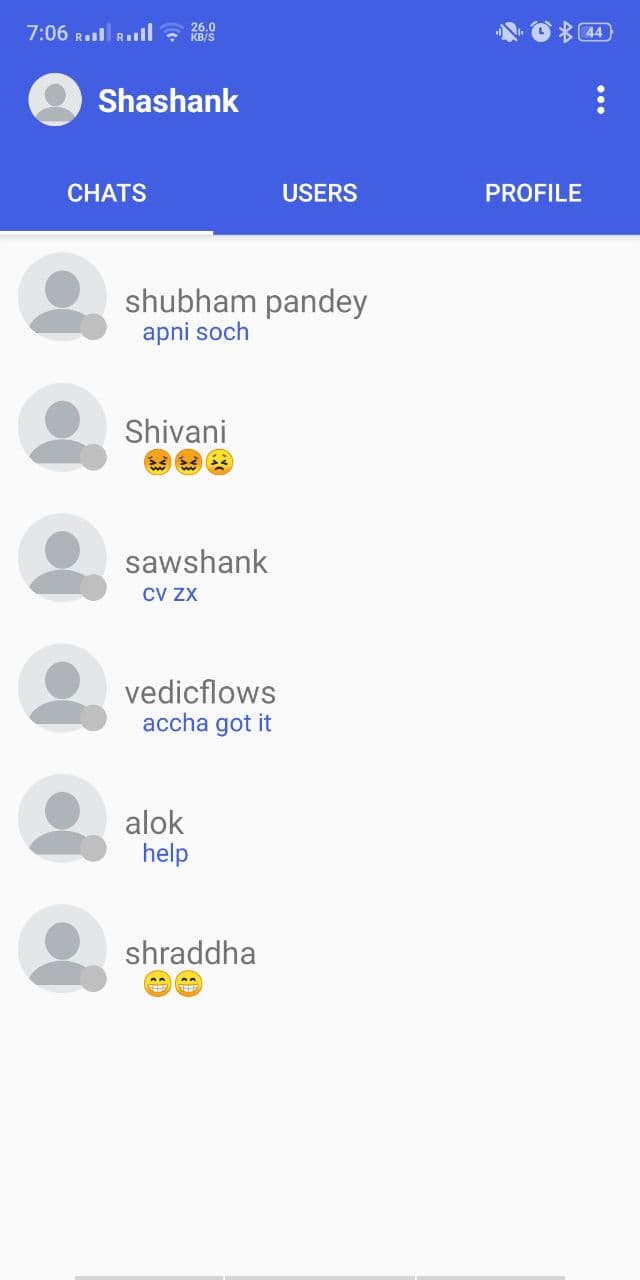 7:06 R R 26.0 KB/S 44
Shashank
CHATS USERS PROFILE
shubham pandey
apni soch
Shivani
😖😖😣
sawshank
cv zx
vedicflows
accha got it
alok
help
shraddha
😁😁